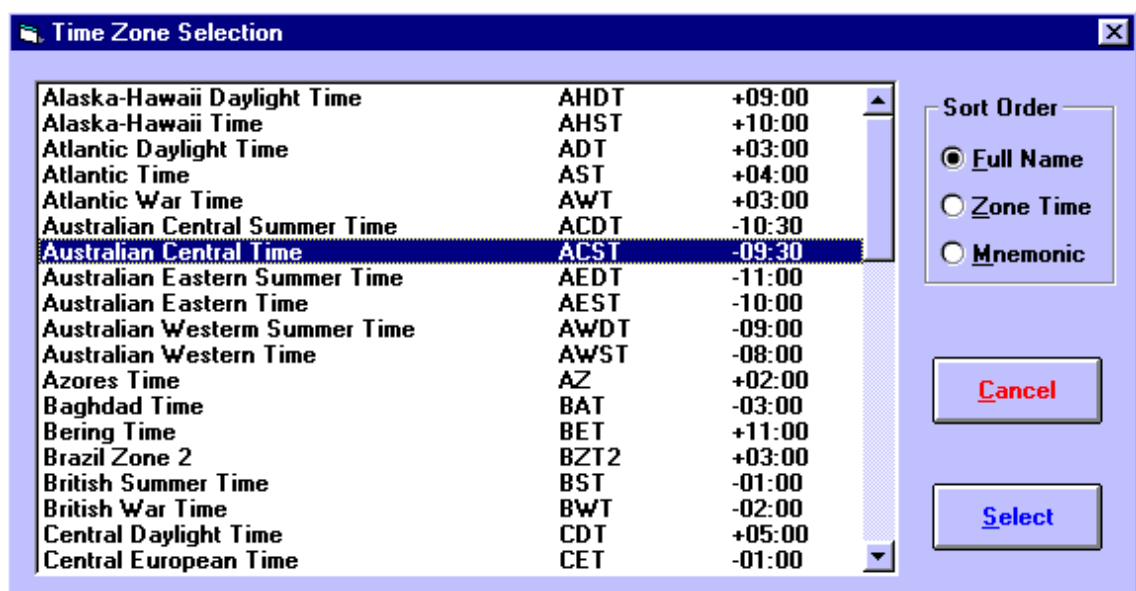 Time Zone Selection
Alaska-Hawaii Daylight Time AHDT +09:00
Alaska-Hawaii Time AHST +10:00
Atlantic Daylight Time ADT +03:00
Atlantic Time AST +04:00
Atlantic War Time AWT +03:00
Australian Central Summer Time ACDT -10:30
Australian Central Time ACST -09:30
Australian Eastern Summer Time AEDT -11:00
Australian Eastern Time AEST -10:00
Australian Westerm Summer Time AWDT -09:00
Australian Western Time AWST -08:00
Azores Time AZ +02:00
Baghdad Time BAT -03:00
Bering Time BET +11:00
Brazil Zone 2 BZT2 +03:00
British Summer Time BST -01:00
British War Time BWT -02:00
Central Daylight Time CDT +05:00
Central European Time CET -01:00
Sort Order
Full Name
Zone Time
Mnemonic
Cancel
Select